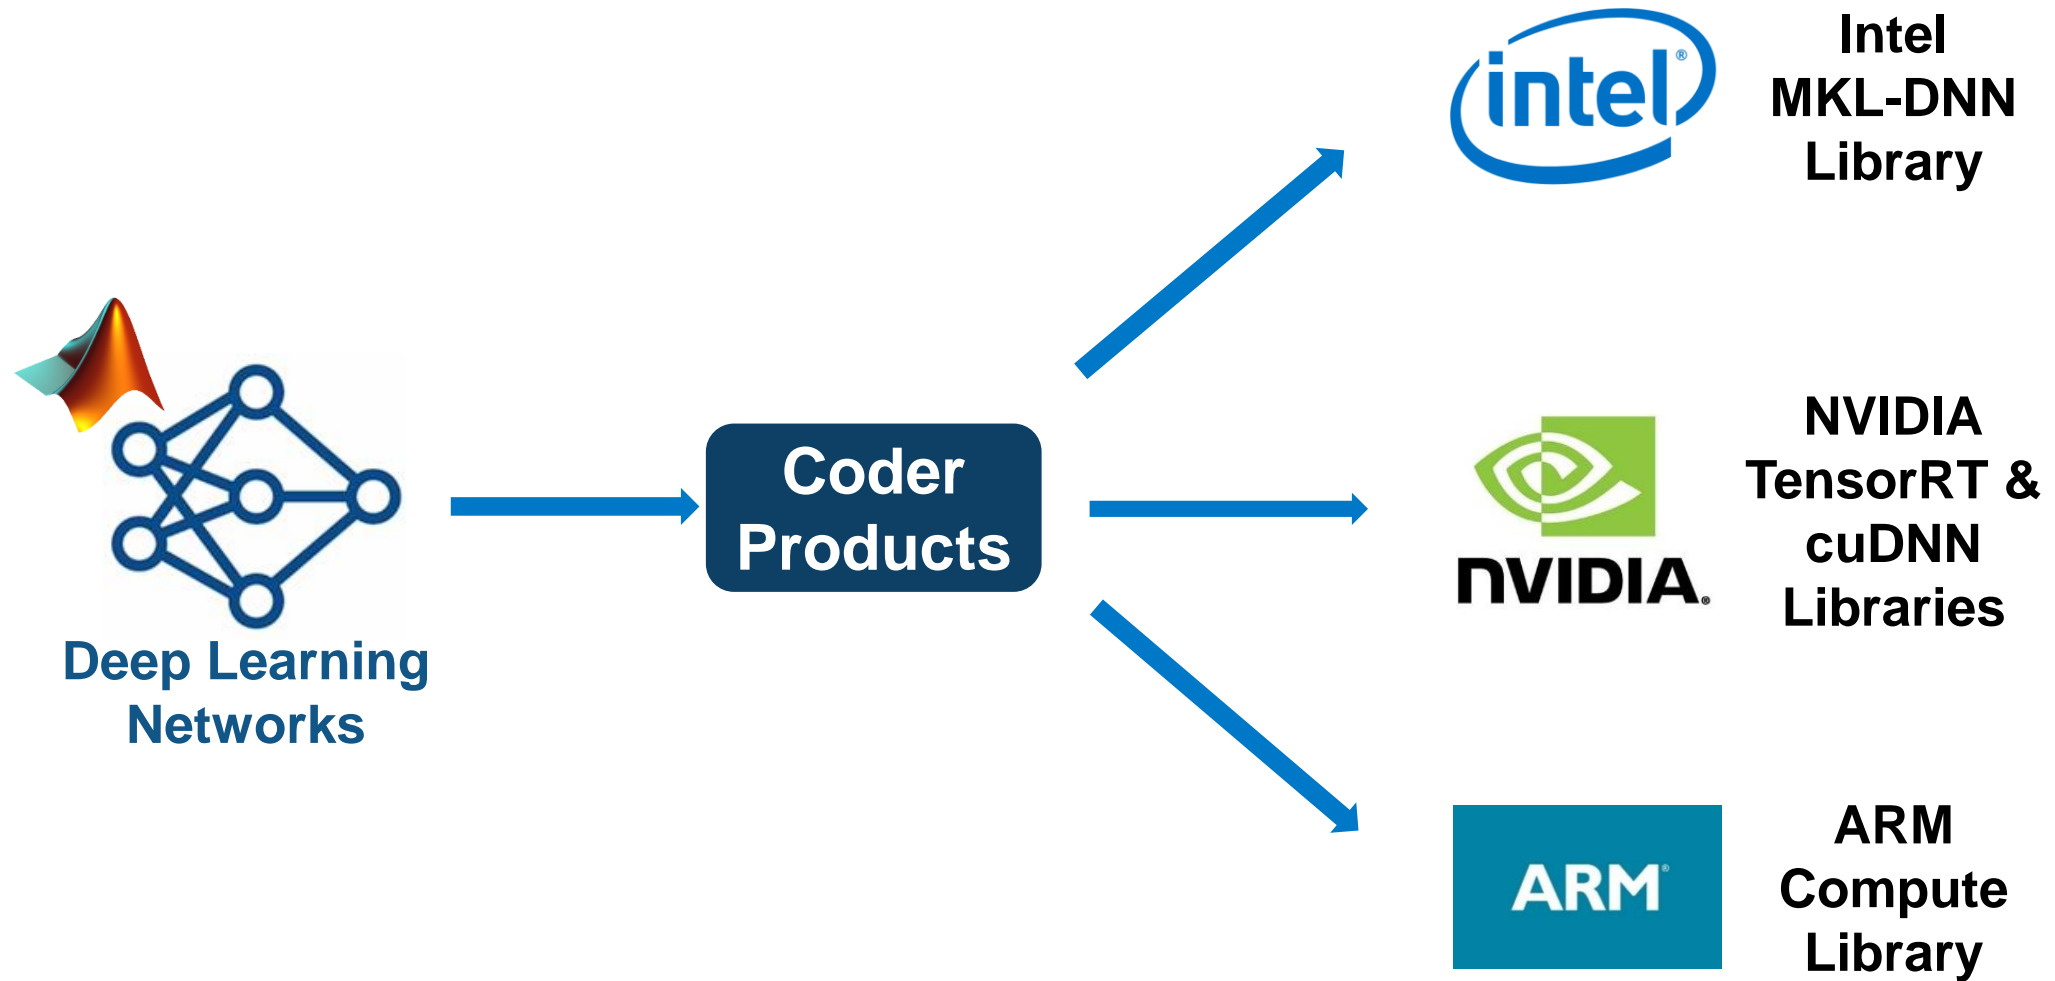 Deep Learning
Networks
Coder
Products
intel®
Intel
MKL-DNN
Library
nVIDIA®
NVIDIA
TensorRT &
cuDNN
Libraries
ARM®
ARM
Compute
Library